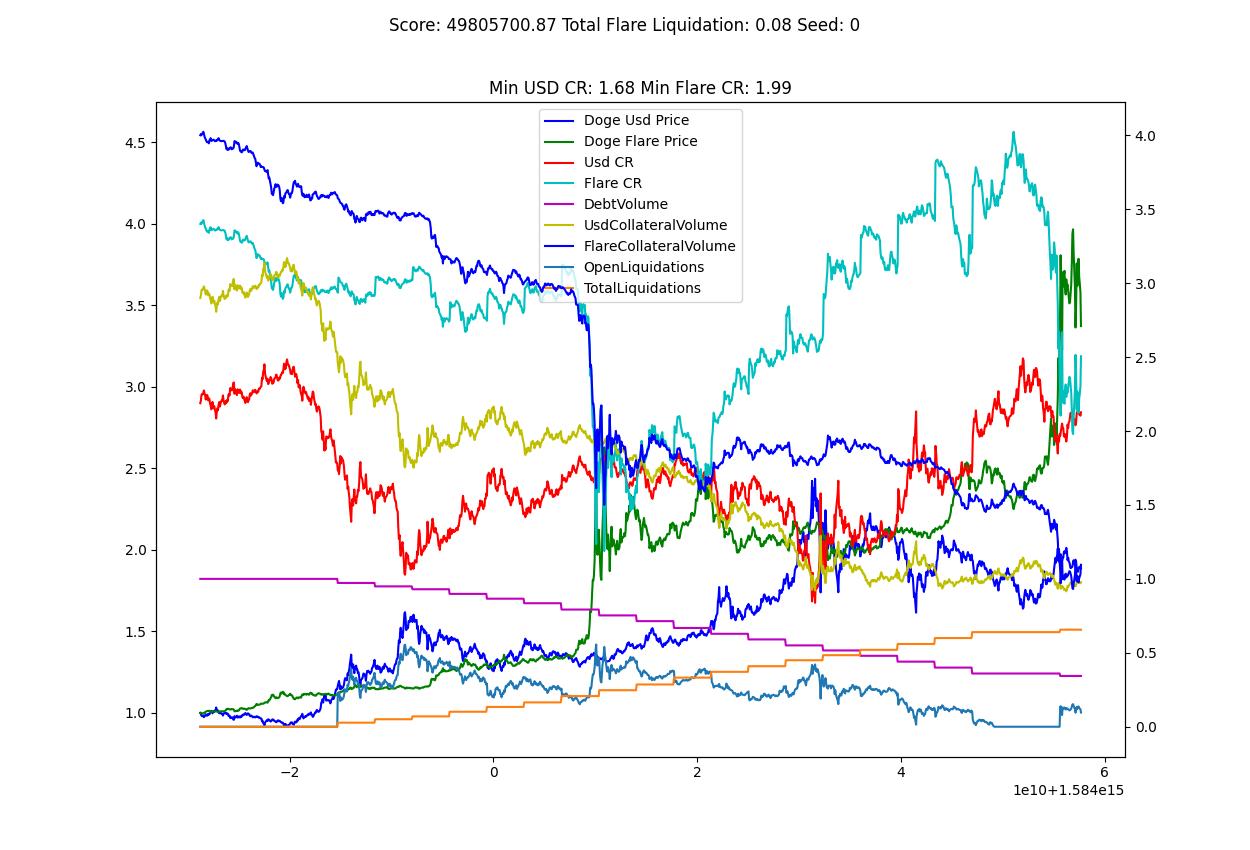 Score: 49805700.87 Total Flare Liquidation: 0.08 Seed: 0
Min USD CR: 1.68 Min Flare CR: 1.99
Doge Usd Price
Doge Flare Price
Usd CR
Flare CR
DebtVolume
UsdCollateralVolume
FlareCollateralVolume
OpenLiquidations
TotalLiquidations
4.5
4.0
3.5
3.0
2.5
2.0
1.5
1.0
4.0
3.5
3.0
2.5
2.0
1.5
1.0
0.5
0.0
−2
0
2
4
6
1e10+1.584e15